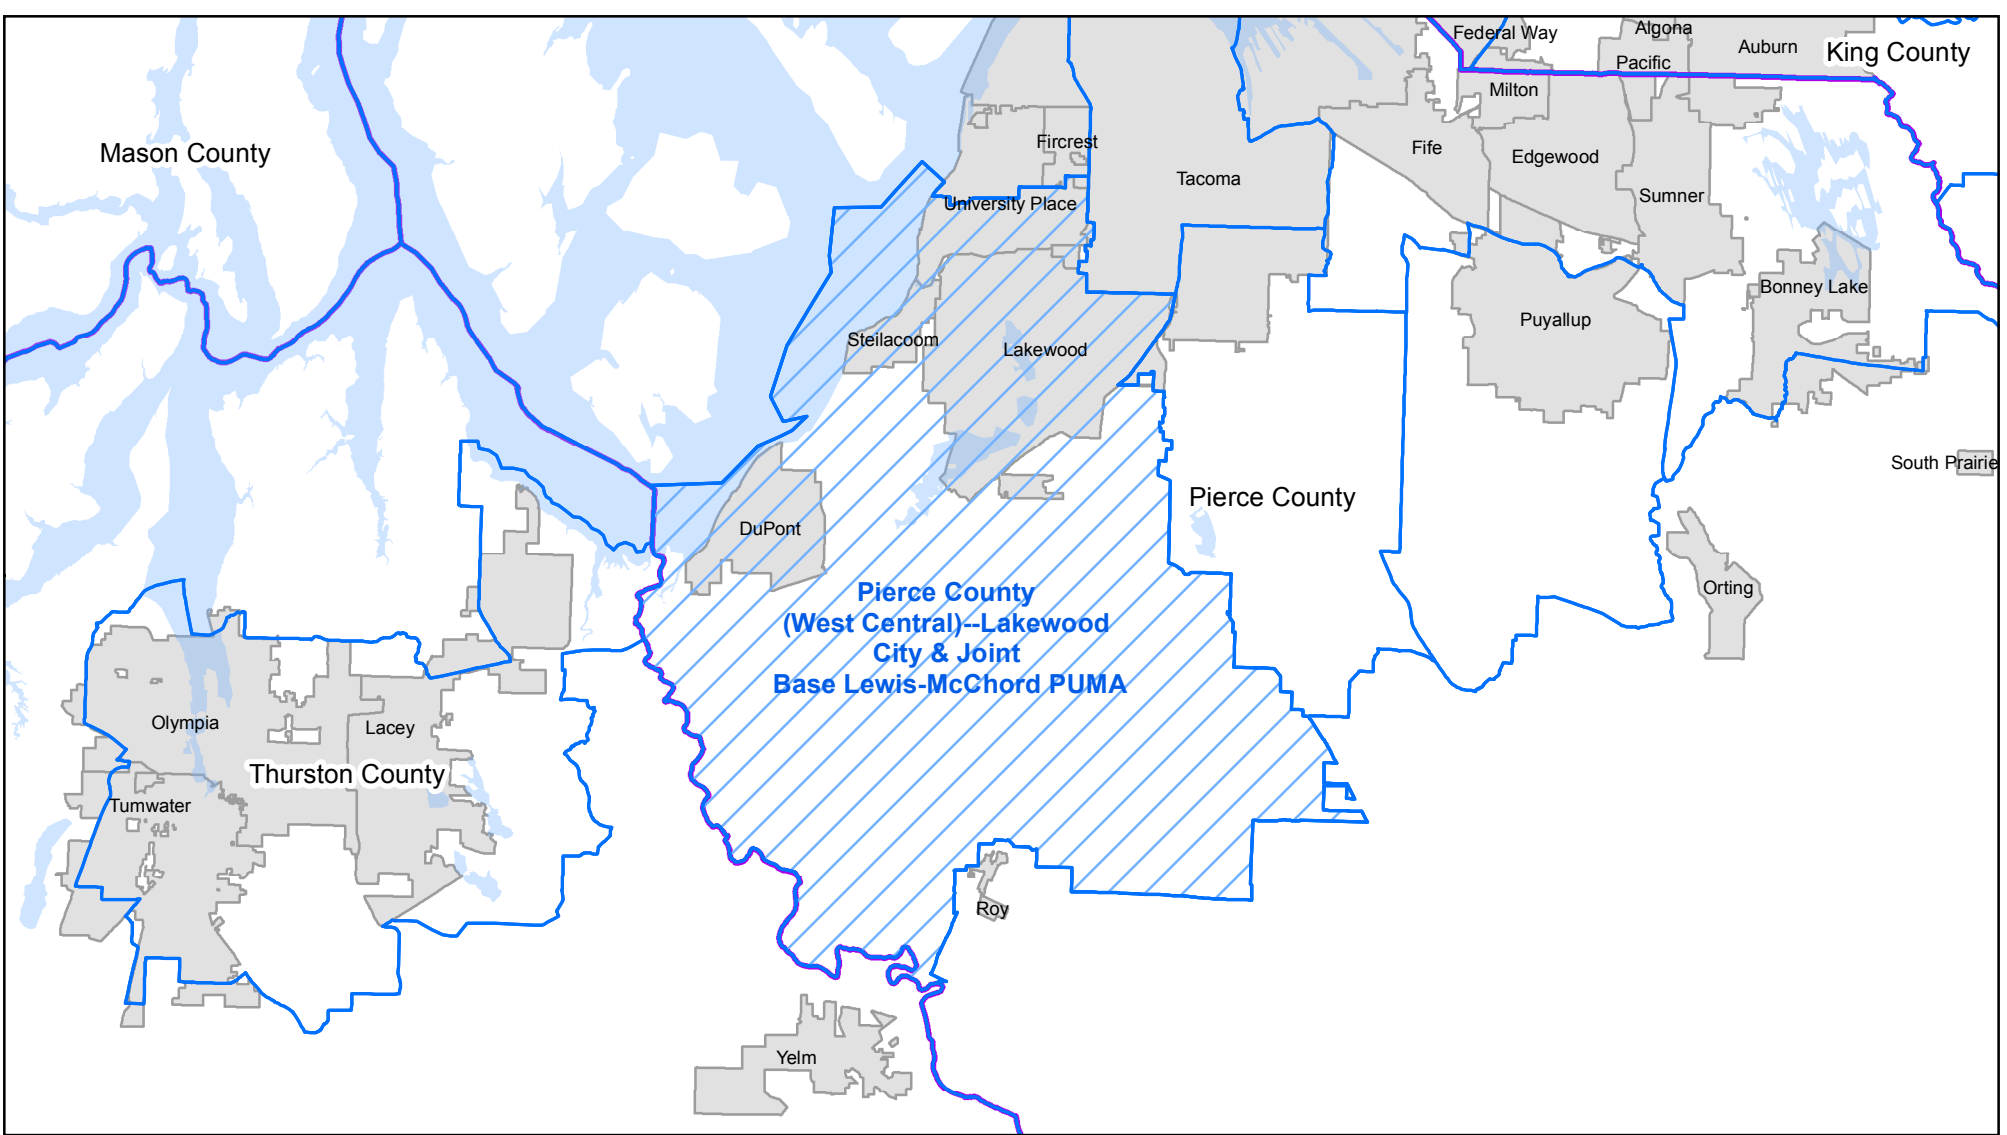 Federal Way
Algona
Auburn
King County
Pacific
Milton
Mason County
Fircrest
Fife
Edgewood
Tacoma
Sumner
University Place
Bonney Lake
Puyallup
Steilacoom
Lakewood
South Prairie
Pierce County
DuPont
Orting
Pierce County
(West Central)--Lakewood
City & Joint
Base Lewis-McChord PUMA
Olympia
Lacey
Thurston County
Tumwater
Roy
Yelm